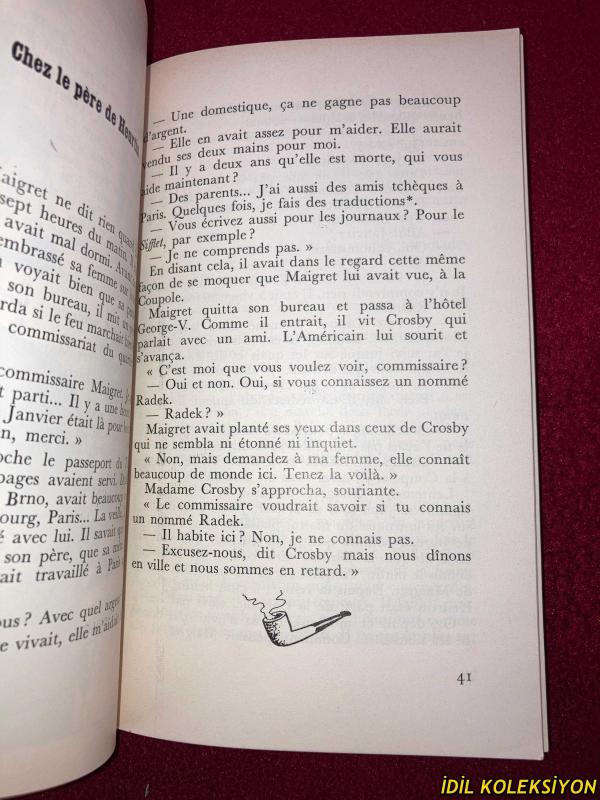 Chez le père de Heurtin
aigret ne dit rien
sept heures du matin.
avait mal dormi.
embrassé sa femme sur
voyait bien que sa
son bureau, il mit un
rda si le feu marchait
commissariat du
commissaire Maigret.
t parti... Il y a une
Janvier était là pour
en, merci. »
oche le passeport du
pages avaient servi.
Brno, avait beaucoup
bourg, Paris... La veille,
é avec lui. Il savait
son père, que sa
ait travaillé à
ous ? Avec quel argent
e vivait, elle m'aidait
— Une domestique, ça ne gagne pas beaucoup
d'argent.
— Elle en avait assez pour m'aider. Elle aurait
vendu ses deux mains pour moi.
— Il y a deux ans qu'elle est morte, qui vous
aide maintenant ?
— Des parents... J'ai aussi des amis tchèques à
Paris. Quelques fois, je fais des traductions*.
— Vous écrivez aussi pour les journaux ? Pour le
Sifflet, par exemple ?
— Je ne comprends pas. »
En disant cela, il avait dans le regard cette même
façon de se moquer que Maigret lui avait vue, à la
Coupole.
Maigret quitta son bureau et passa à l'hôtel
George-V. Comme il entrait, il vit Crosby qui
parlait avec un ami. L'Américain lui sourit et
s'avança.
« C'est moi que vous voulez voir, commissaire ?
— Oui et non. Oui, si vous connaissez un nommé
Radek.
— Radek ? »
Maigret avait planté ses yeux dans ceux de Crosby
qui ne sembla ni étonné ni inquiet.
« Non, mais demandez à ma femme, elle connaît
beaucoup de monde ici. Tenez la voilà. »
Madame Crosby s'approcha, souriante.
« Le commissaire voudrait savoir si tu connais
un nommé Radek.
— Il habite ici ? Non, je ne connais pas.
— Excusez-nous, dit Crosby mais nous dînons
en ville et nous sommes en retard. »
41
İDİL KOLEKSİYON